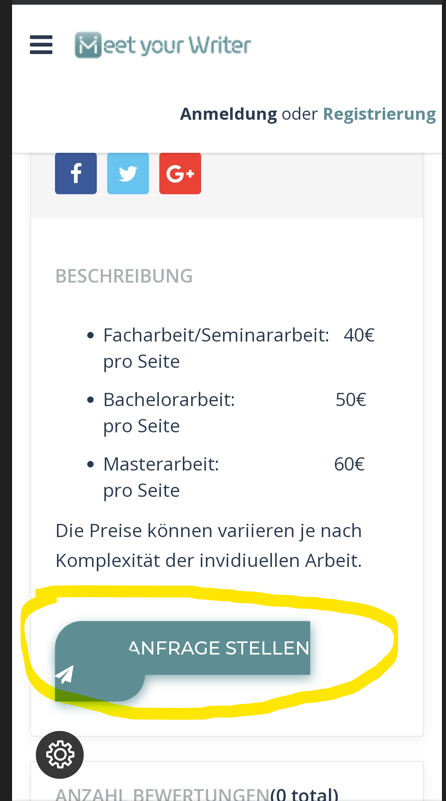 Meet your Writer
Anmeldung oder Registrierung
f G+
BESCHREIBUNG
• Facharbeit/Seminararbeit: 40€
pro Seite
• Bachelorarbeit: 50€
pro Seite
• Masterarbeit: 60€
pro Seite
Die Preise können variieren je nach
Komplexität der invidiuellen Arbeit.
ANFRAGE STELLEN
ANZAHL BEWERTUNGEN(0 total)